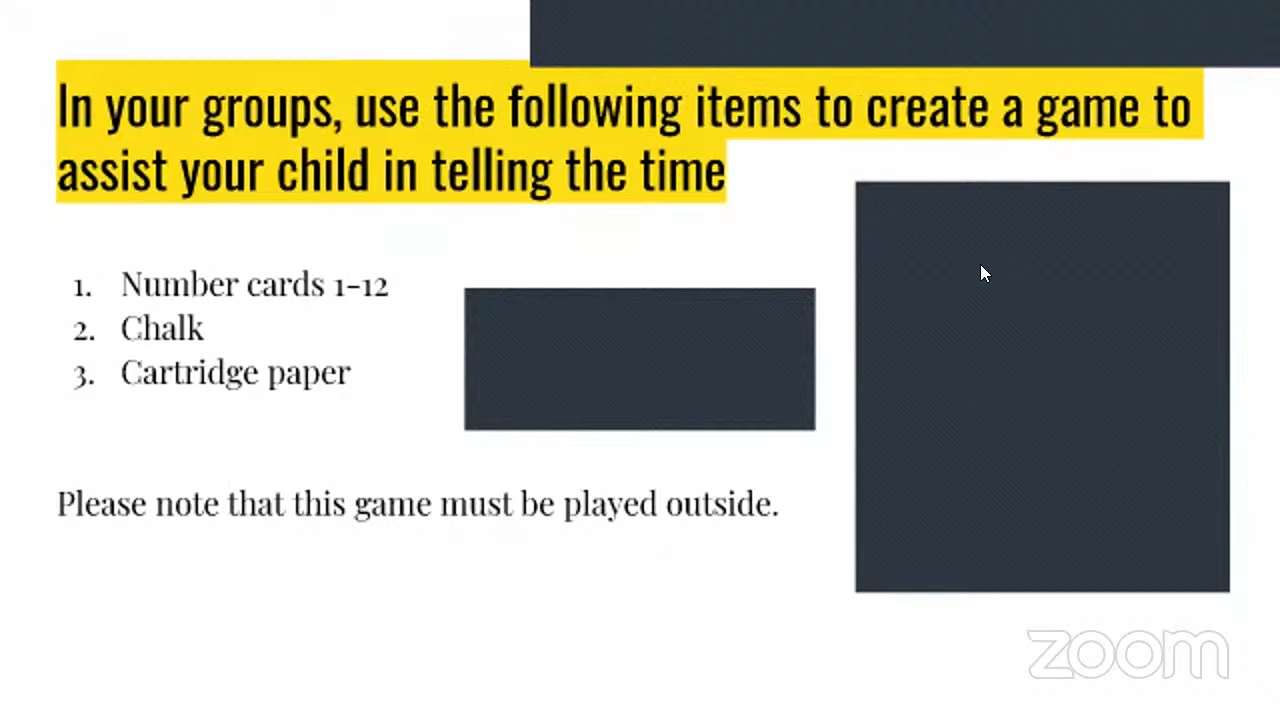 In your groups, use the following items to create a game to
assist your child in telling the time
1. Number cards 1-12
2. Chalk
3. Cartridge paper
Please note that this game must be played outside.
zoom